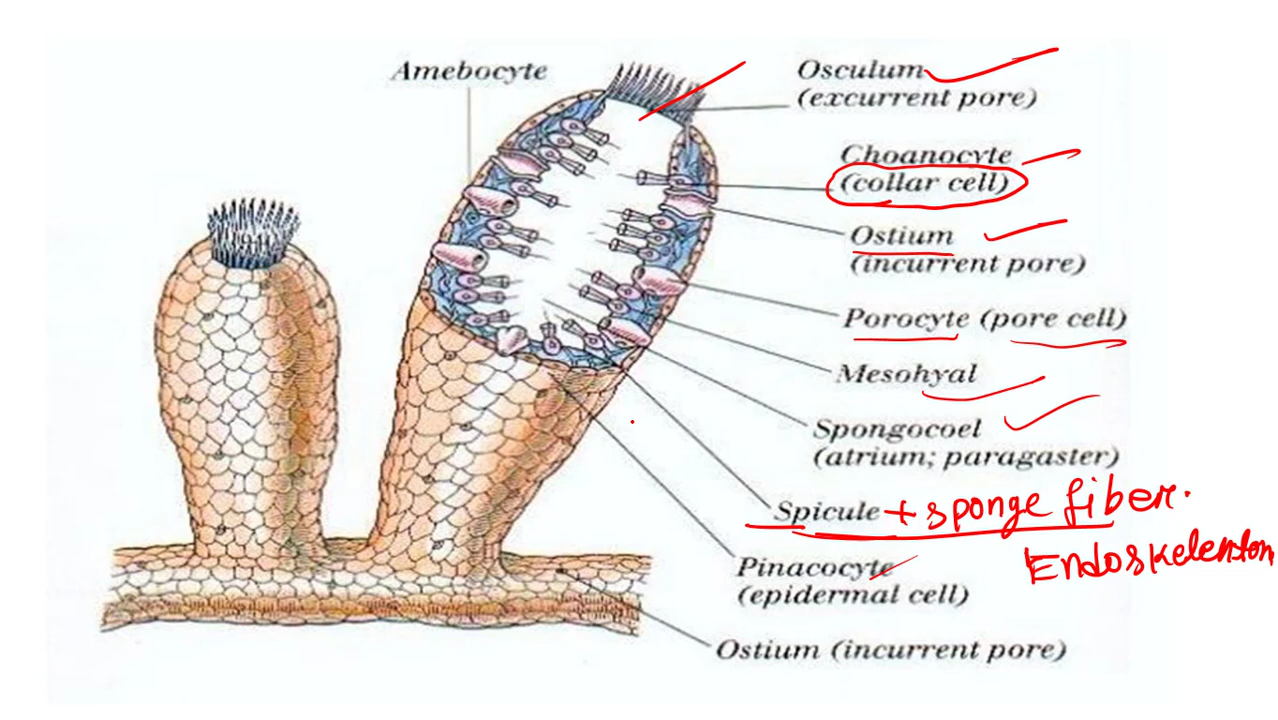 Amebocyte
Osculum
(excurrent pore)
Choanocyte
(collar cell)
Ostium
(incurrent pore)
Porocyte (pore cell)
Mesohyal
Spongocoel
(atrium; paragaster)
Spicule + sponge fiber.
Endoskelenton
Pinacocyte
(epidermal cell)
Ostium (incurrent pore)